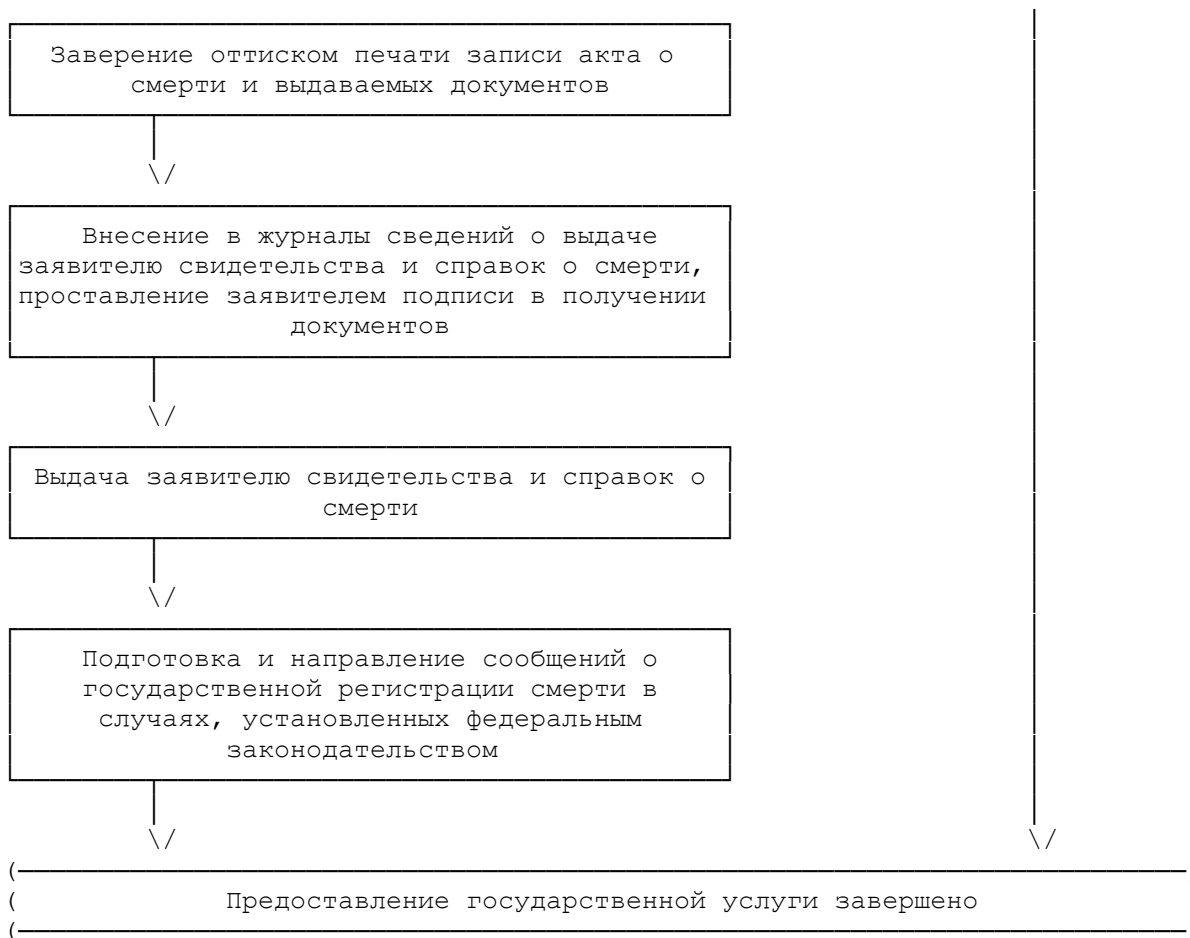 Заверение оттиском печати записи акта о
смерти и выдаваемых документов
\/
Внесение в журналы сведений о выдаче
заявителю свидетельства и справок о смерти,
проставление заявителем подписи в получении
документов
\/
Выдача заявителю свидетельства и справок о
смерти
\/
Подготовка и направление сообщений о
государственной регистрации смерти в
случаях, установленных федеральным
законодательством
\/ \/
(
( Предоставление государственной услуги завершено
(